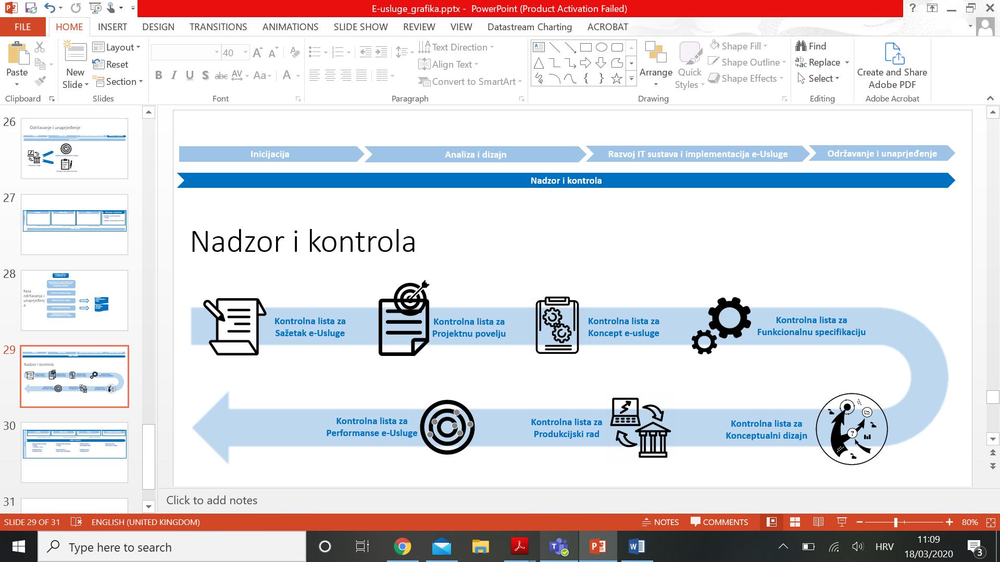 E-usluge_grafika.pptx - PowerPoint (Product Activation Failed)
FILE HOME INSERT DESIGN TRANSITIONS ANIMATIONS SLIDE SHOW REVIEW VIEW Datastream Charting ACROBAT
Paste
Clipboard
New Slide
Layout
Reset
Section
Slides
40
Font
Paragraph
Text Direction
Align Text
Convert to SmartArt
Arrange
Quick Styles
Shape Fill
Shape Outline
Shape Effects
Drawing
Find
Replace
Select
Editing
Create and Share
Adobe PDF
Adobe Acrobat
26
Održavanje i unaprjeđenje
27
28
Faza
održavanja i
unaprjeđenj
a
29
Nadzor i kontrola
30
31
Inicijacija
Analiza i dizajn
Razvoj IT sustava i implementacija e-Usluge
Održavanje i unaprjeđenje
Nadzor i kontrola
Nadzor i kontrola
Kontrolna lista za
Sažetak e-Usluge
Kontrolna lista za
Projektnu povelju
Kontrolna lista za
Koncept e-usluge
Kontrolna lista za
Funkcionalnu specifikaciju
Kontrolna lista za
Performanse e-Usluge
Kontrolna lista za
Produkcijski rad
Kontrolna lista za
Konceptualni dizajn
Click to add notes
SLIDE 29 OF 31 ENGLISH (UNITED KINGDOM) NOTES COMMENTS 80%
Type here to search
HRV
11:09
18/03/2020
3